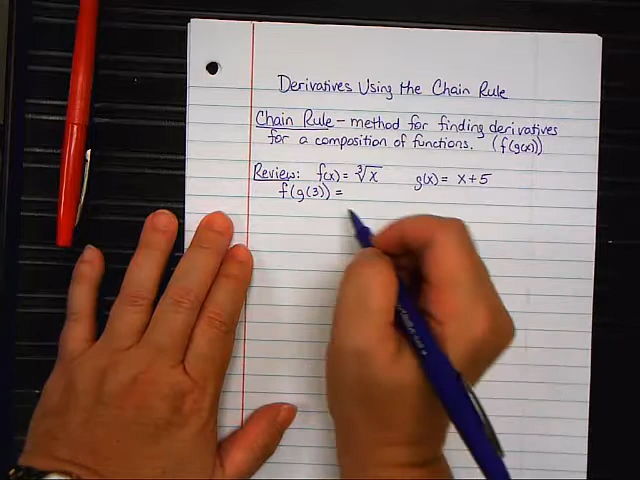 Derivatives Using the Chain Rule
Chain Rule - method for finding derivatives
for a composition of functions. (f(g(x))
Review: f(x) = ∛x g(x) = x + 5
f(g(3)) =